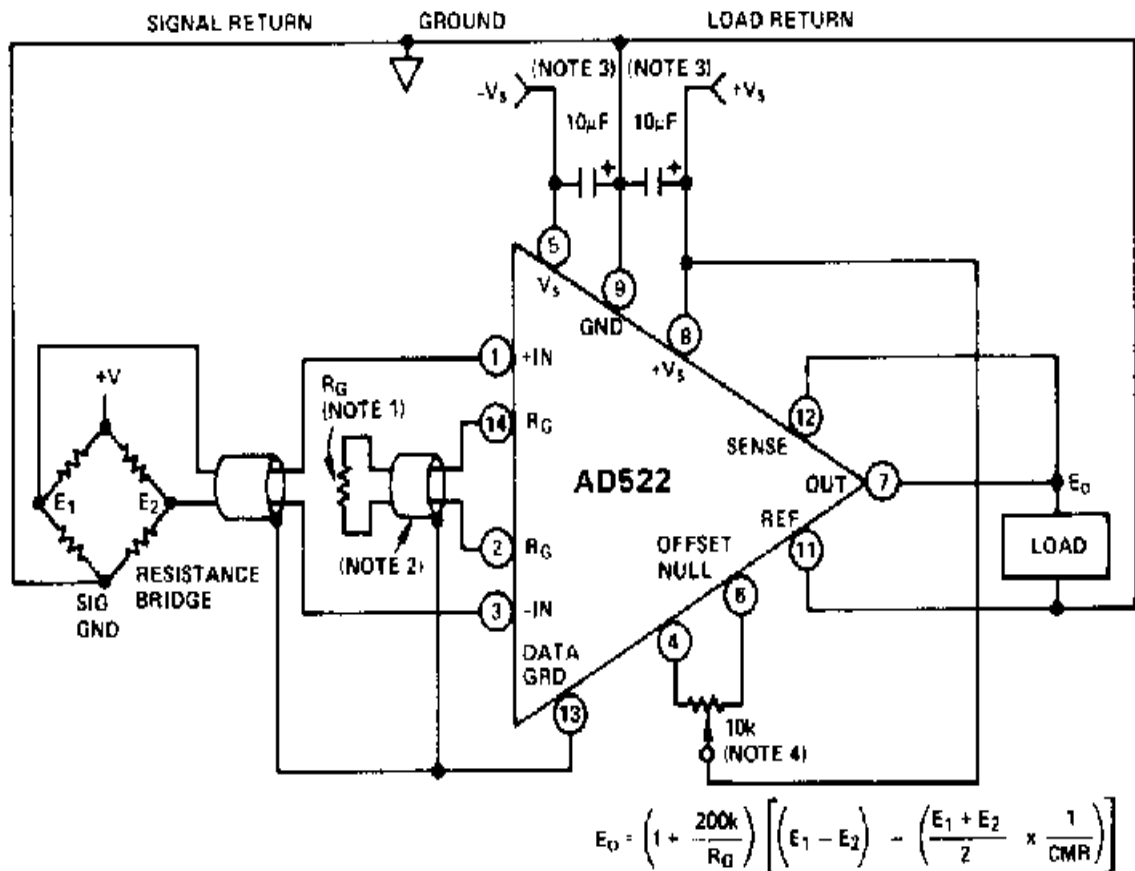 SIGNAL RETURN GROUND LOAD RETURN
(NOTE 3) (NOTE 3)
-Vs +Vs
10µF 10µF
+ +
5
Vs
9
GND
8
+Vs
1 +IN
+V
RG
(NOTE 1)
14 RG
12
SENSE
AD522
OUT 7 Eo
E1 E2
REF
11
LOAD
2 RG
(NOTE 2)
OFFSET
NULL
6
RESISTANCE
BRIDGE
SIG
GND
3 -IN
4
DATA
GRD
13
10k
(NOTE 4)
Eo = (1 + 200k/RG) [(E1 - E2) - (E1 + E2/2 x 1/CMR)]